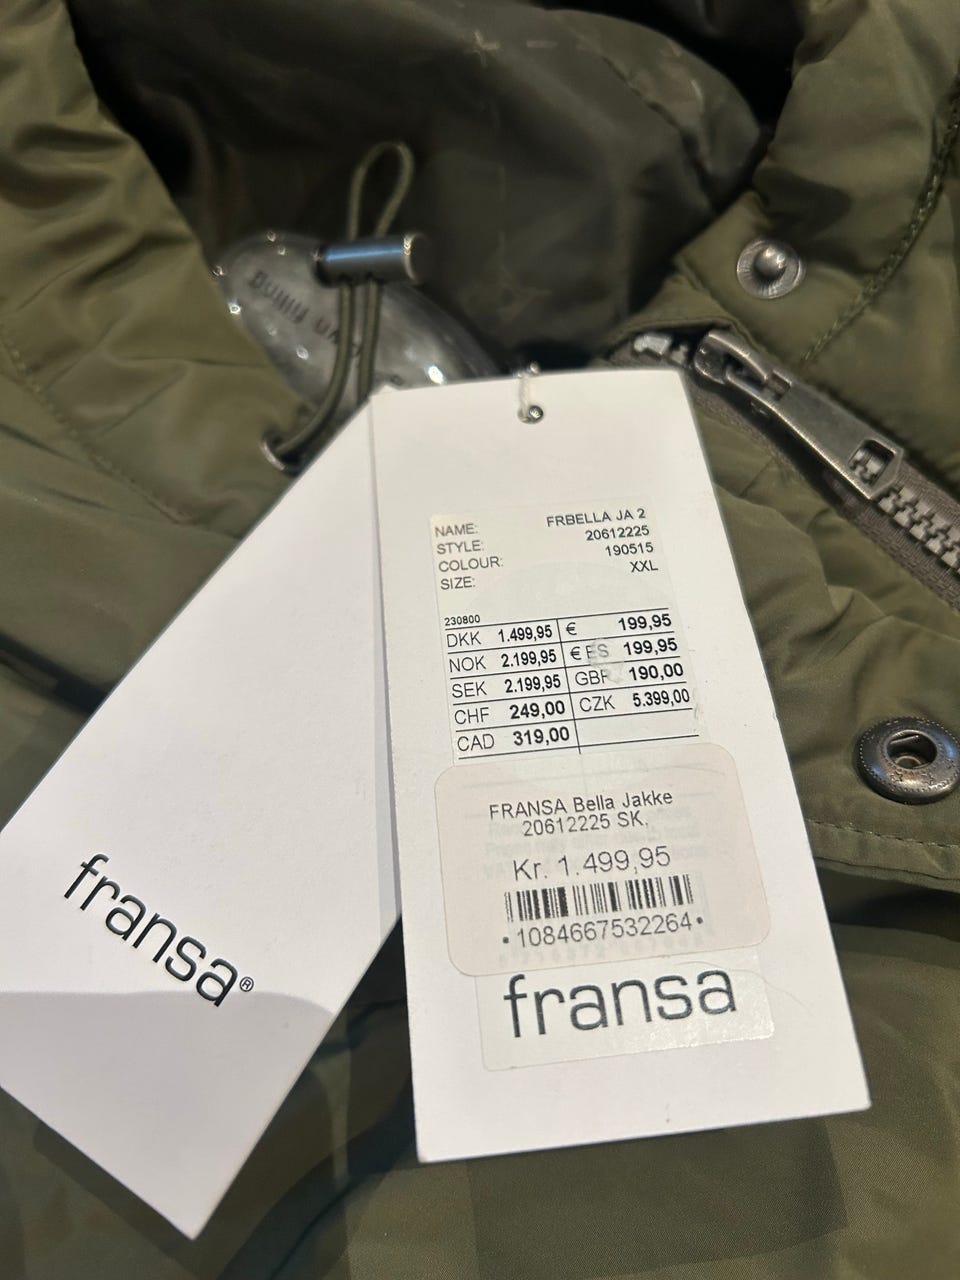 wn filling
NAME: FRBELLA JA 2
STYLE: 20612225
COLOUR: 190515
SIZE: XXL
230800
DKK 1.499,95 € 199,95
NOK 2.199,95 € ES 199,95
SEK 2.199,95 GBP 190,00
CHF 249,00 CZK 5.399,00
CAD 319,00
FRANSA Bella Jakke
20612225 SK,
Kr. 1.499,95
•1084667532264•
fransa
fransa®